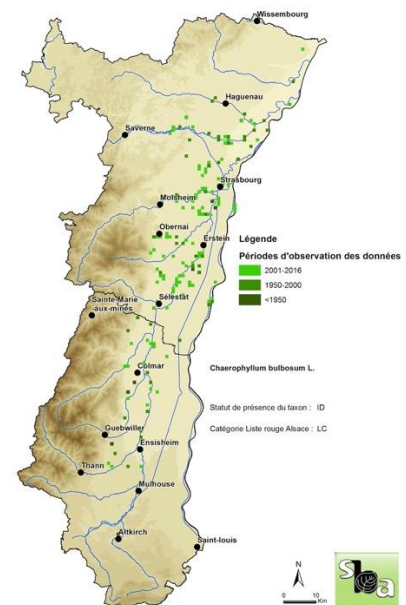 Wissembourg
Haguenau
Saverne
Strasbourg
Molsheim
Obernai
Erstein
Légende
Périodes d'observation des données
2001-2016
1950-2000
<1950
Sainte-Marie
-aux-mines
Sélestat
Chaerophyllum bulbosum L.
Colmar
Statut de présence du taxon : ID
Catégorie Liste rouge Alsace : LC
Guebwiller
Ensisheim
Thann
Mulhouse
Altkirch
Saint-louis
N
0 10
Km
sba